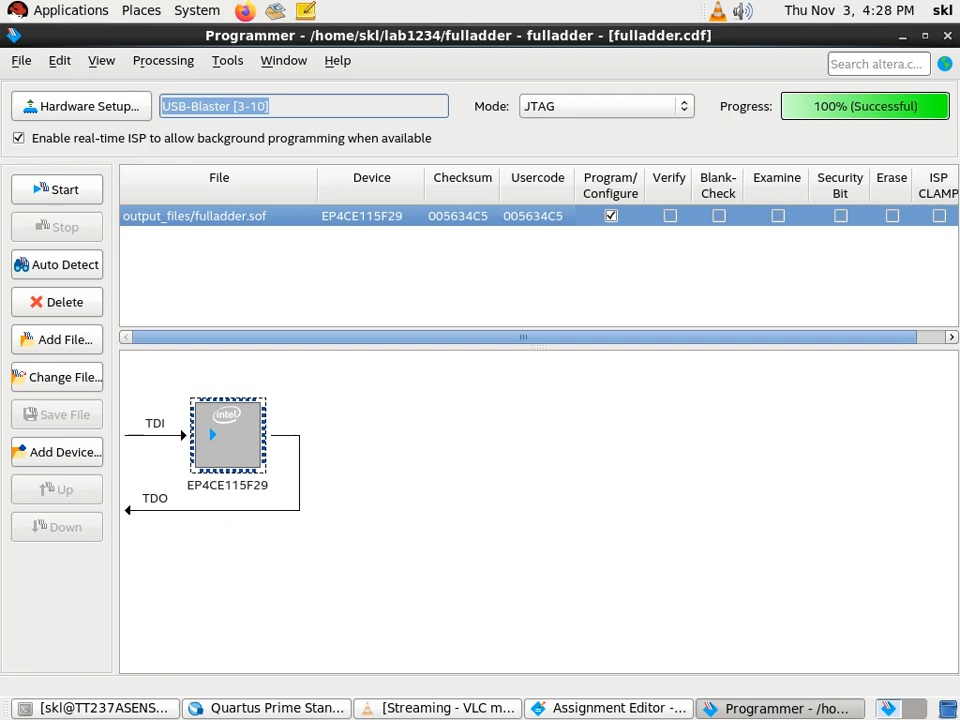 Applications Places System Thu Nov 3, 4:28 PM skl
Programmer - /home/skl/lab1234/fulladder - fulladder - [fulladder.cdf]
File Edit View Processing Tools Window Help Search altera.c...
Hardware Setup... USB-Blaster [3-10] Mode: JTAG Progress: 100% (Successful)
Enable real-time ISP to allow background programming when available
Start
Stop
Auto Detect
Delete
Add File...
Change File...
Save File
Add Device...
Up
Down
File Device Checksum Usercode Program/ Configure Verify Blank- Check Examine Security Bit Erase ISP CLAMP
output_files/fulladder.sof EP4CE115F29 005634C5 005634C5
intel
TDI
EP4CE115F29
TDO
[skl@TT237ASENS... Quartus Prime Stan... [Streaming - VLC m... Assignment Editor -... Programmer - /ho...